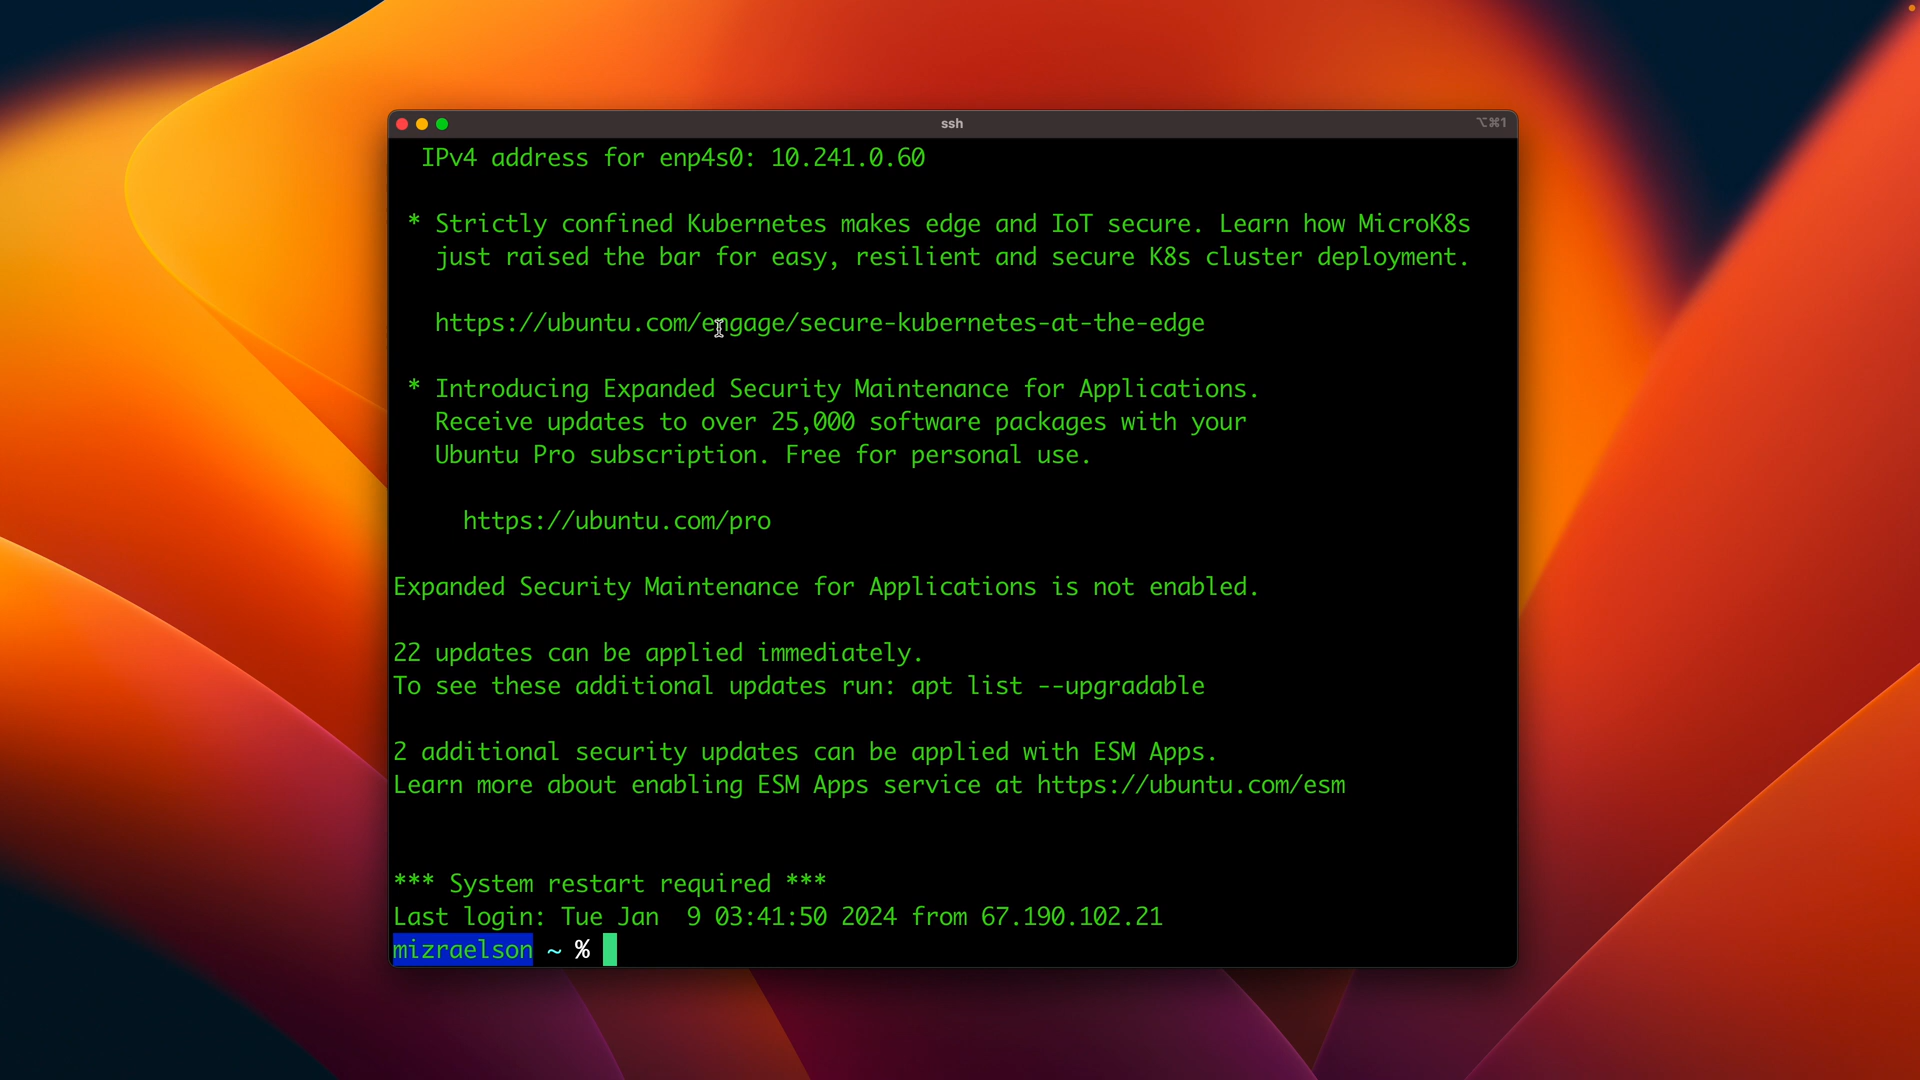 ssh
⌥⌘1
IPv4 address for enp4s0: 10.241.0.60
* Strictly confined Kubernetes makes edge and IoT secure. Learn how MicroK8s
just raised the bar for easy, resilient and secure K8s cluster deployment.
https://ubuntu.com/engage/secure-kubernetes-at-the-edge
* Introducing Expanded Security Maintenance for Applications.
Receive updates to over 25,000 software packages with your
Ubuntu Pro subscription. Free for personal use.
https://ubuntu.com/pro
Expanded Security Maintenance for Applications is not enabled.
22 updates can be applied immediately.
To see these additional updates run: apt list --upgradable
2 additional security updates can be applied with ESM Apps.
Learn more about enabling ESM Apps service at https://ubuntu.com/esm
*** System restart required ***
Last login: Tue Jan  9 03:41:50 2024 from 67.190.102.21
mizraelson ~ %